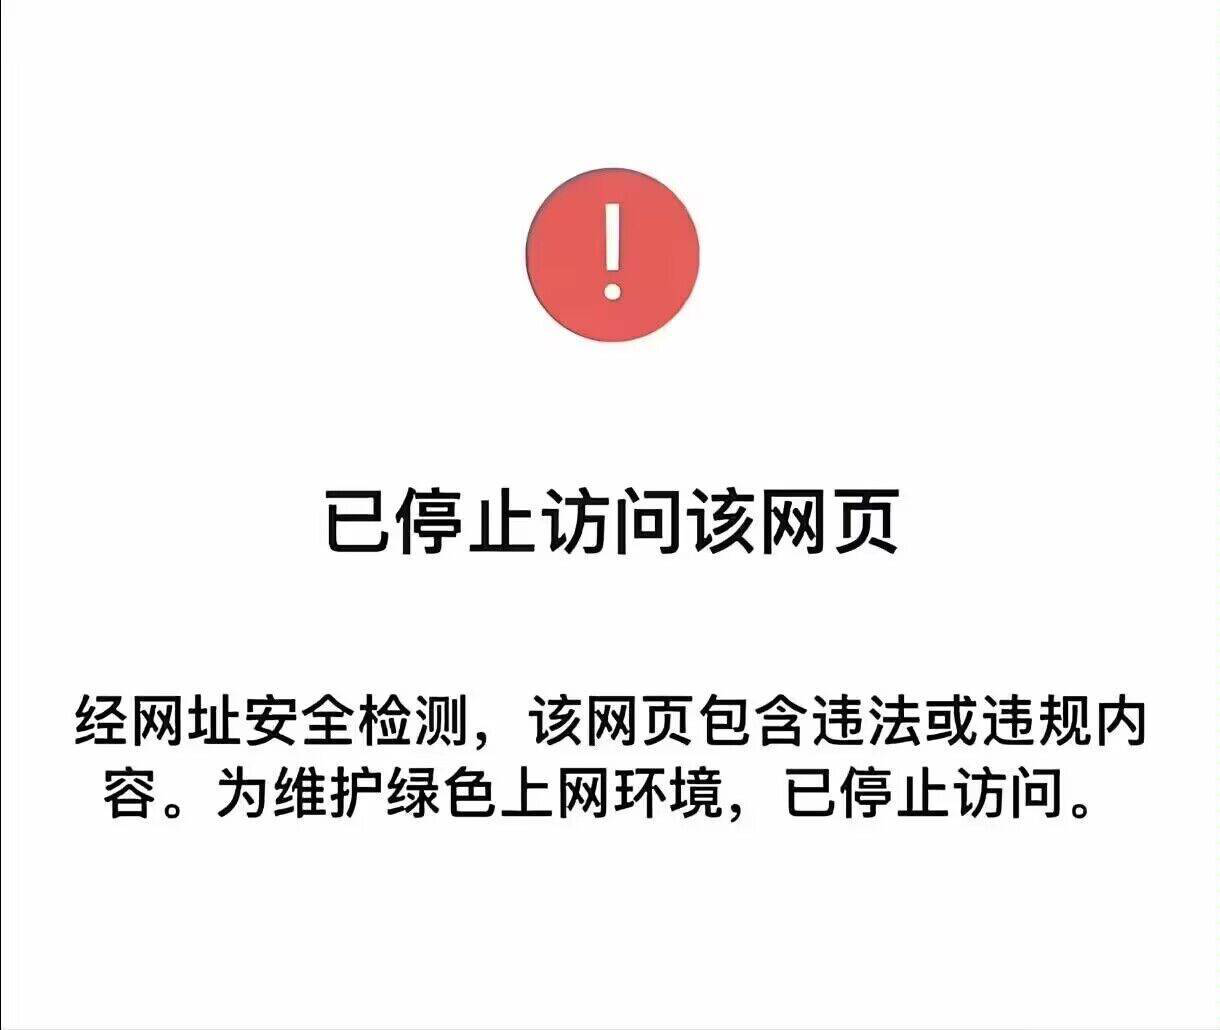 已停止访问该网页
经网址安全检测，该网页包含违法或违规内
容。为维护绿色上网环境，已停止访问。